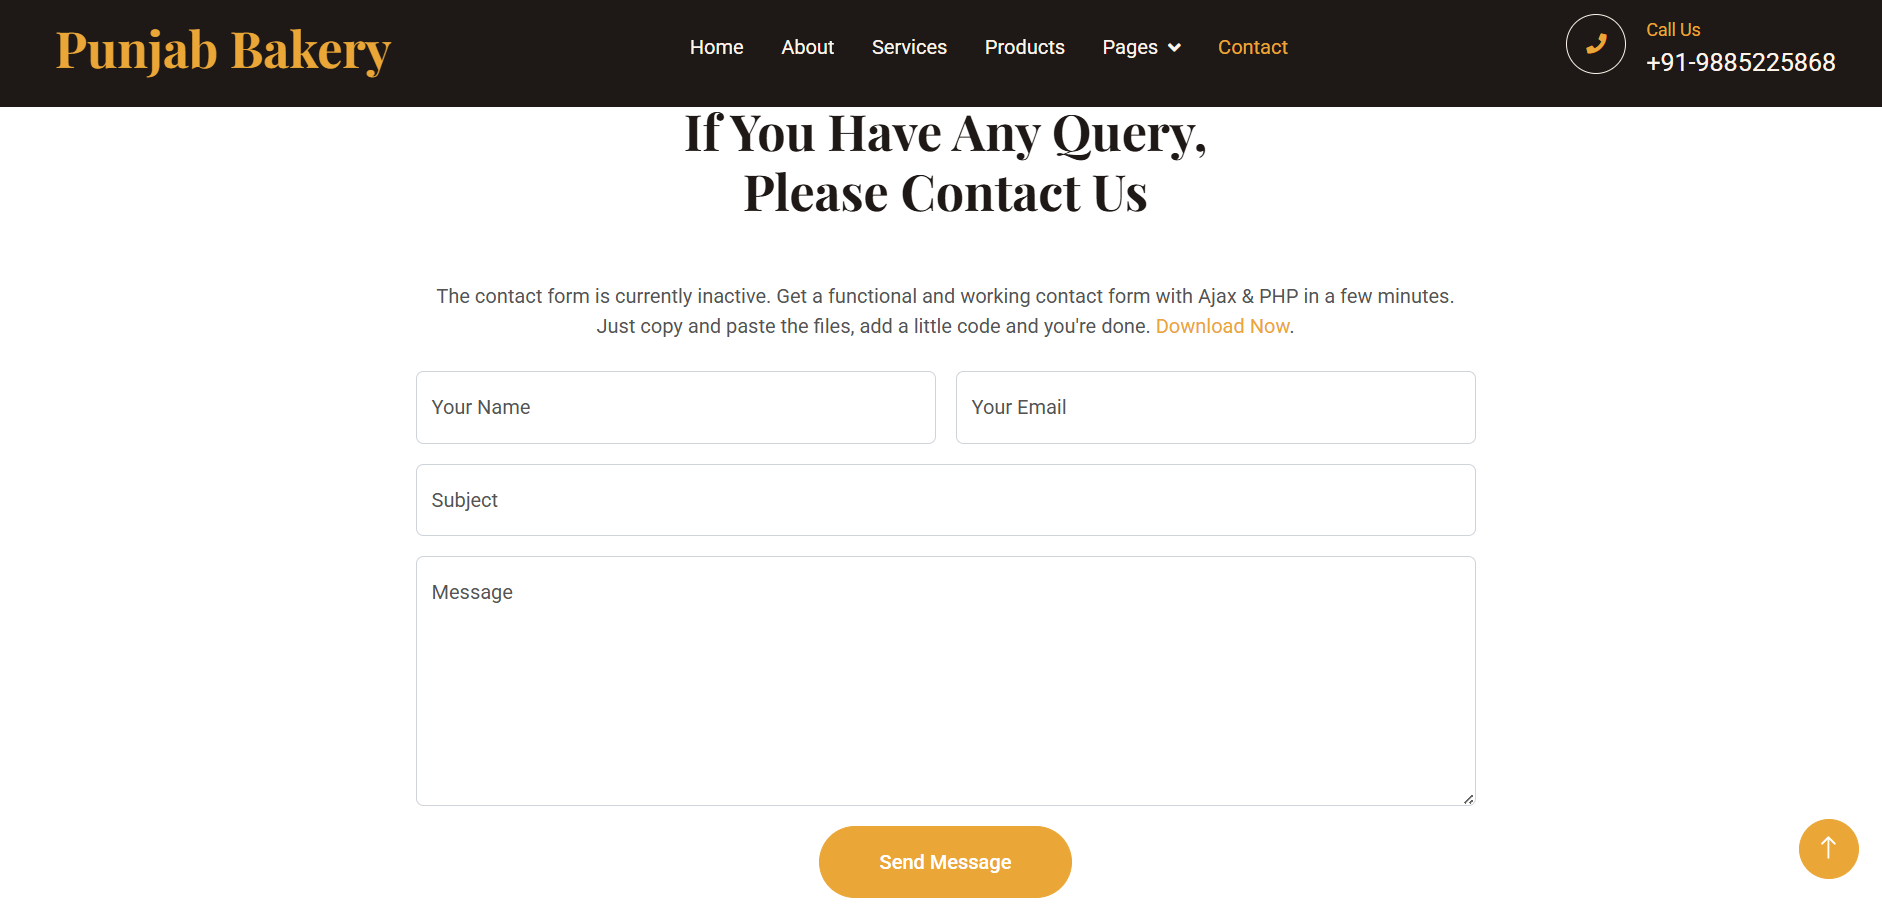 Punjab Bakery
Home About Services Products Pages Contact
Call Us
+91-9885225868
If You Have Any Query,
Please Contact Us
The contact form is currently inactive. Get a functional and working contact form with Ajax & PHP in a few minutes.
Just copy and paste the files, add a little code and you're done. Download Now.
Your Name
Your Email
Subject
Message
Send Message